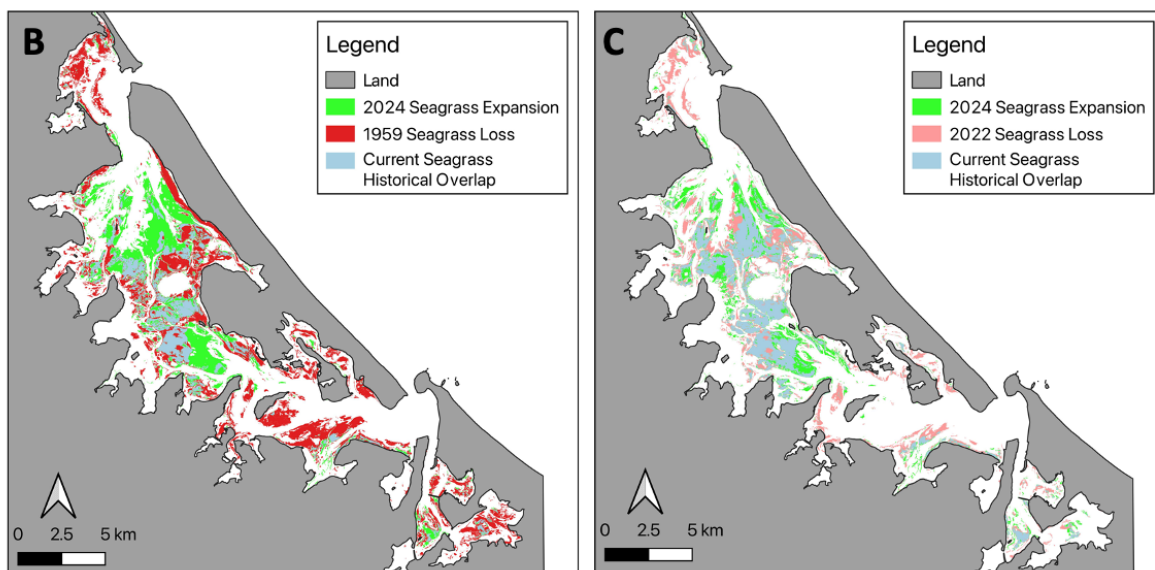 B
Legend
Land
2024 Seagrass Expansion
1959 Seagrass Loss
Current Seagrass
Historical Overlap
0 2.5 5 km
C
Legend
Land
2024 Seagrass Expansion
2022 Seagrass Loss
Current Seagrass
Historical Overlap
0 2.5 5 km